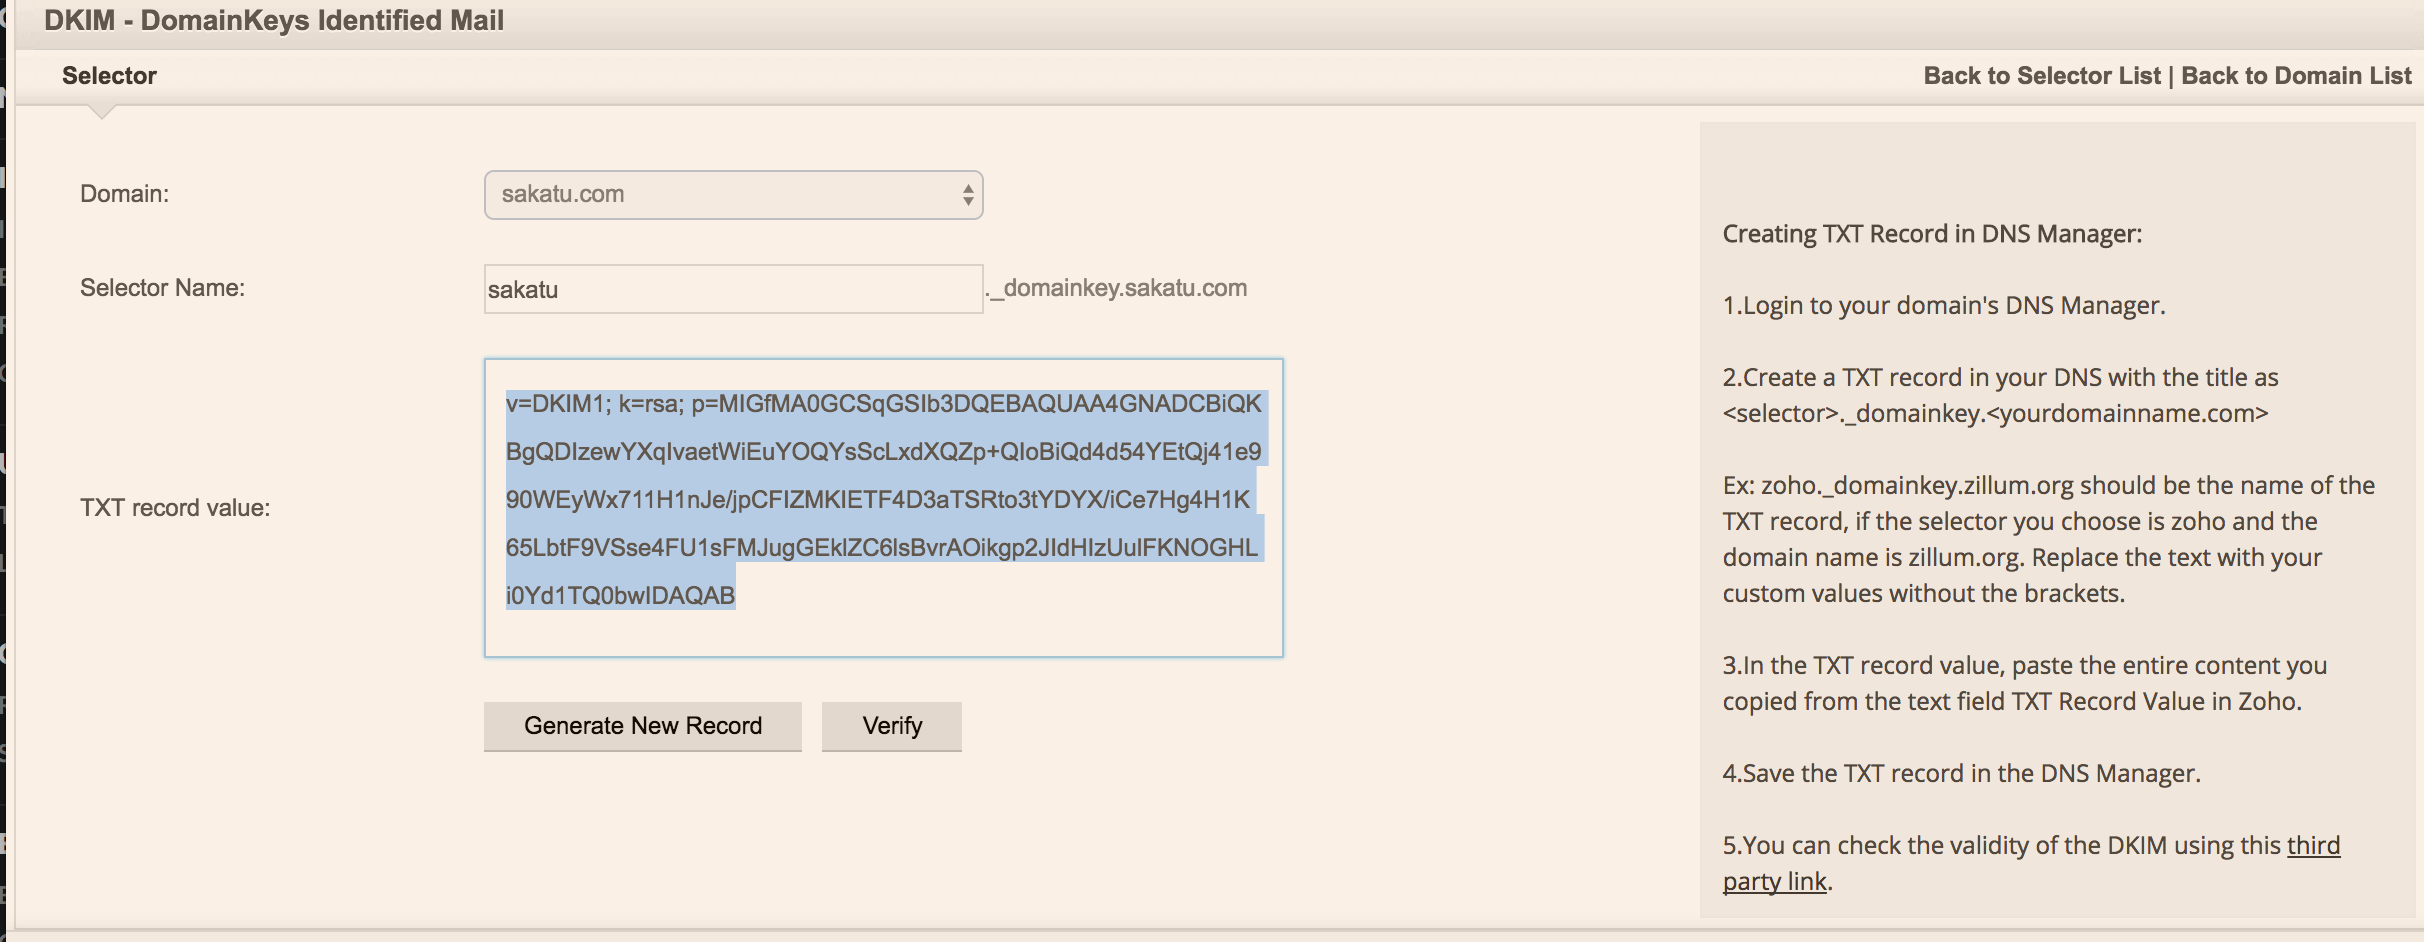 DKIM - DomainKeys Identified Mail
Selector
Back to Selector List | Back to Domain List
Domain:
sakatu.com
Selector Name:
sakatu
._domainkey.sakatu.com
TXT record value:
v=DKIM1; k=rsa; p=MIGfMA0GCSqGSIb3DQEBAQUAA4GNADCBiQK
BgQDIzewYXqIvaetWiEuYOQYsScLxdXQZp+QIoBiQd4d54YEtQj41e9
90WEyWx711H1nJe/jpCFIZMKIETF4D3aTSRto3tYDYX/iCe7Hg4H1K
65LbtF9VSse4FU1sFMJugGEklZC6lsBvrAOikgp2JIdHIzUulFKNOGHL
i0Yd1TQ0bwIDAQAB
Generate New Record
Verify
Creating TXT Record in DNS Manager:
1.Login to your domain's DNS Manager.
2.Create a TXT record in your DNS with the title as
<selector>._domainkey.<yourdomainname.com>
Ex: zoho._domainkey.zillum.org should be the name of the
TXT record, if the selector you choose is zoho and the
domain name is zillum.org. Replace the text with your
custom values without the brackets.
3.In the TXT record value, paste the entire content you
copied from the text field TXT Record Value in Zoho.
4.Save the TXT record in the DNS Manager.
5.You can check the validity of the DKIM using this third
party link.